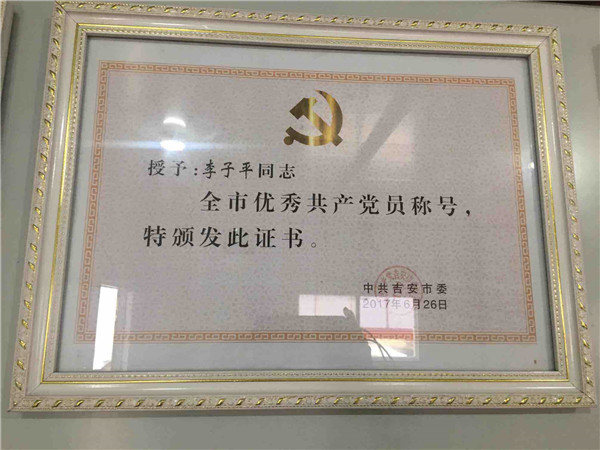 授予：李子平同志
全市优秀共产党员称号，
特颁发此证书。
中共吉安市委
2017年6月26日